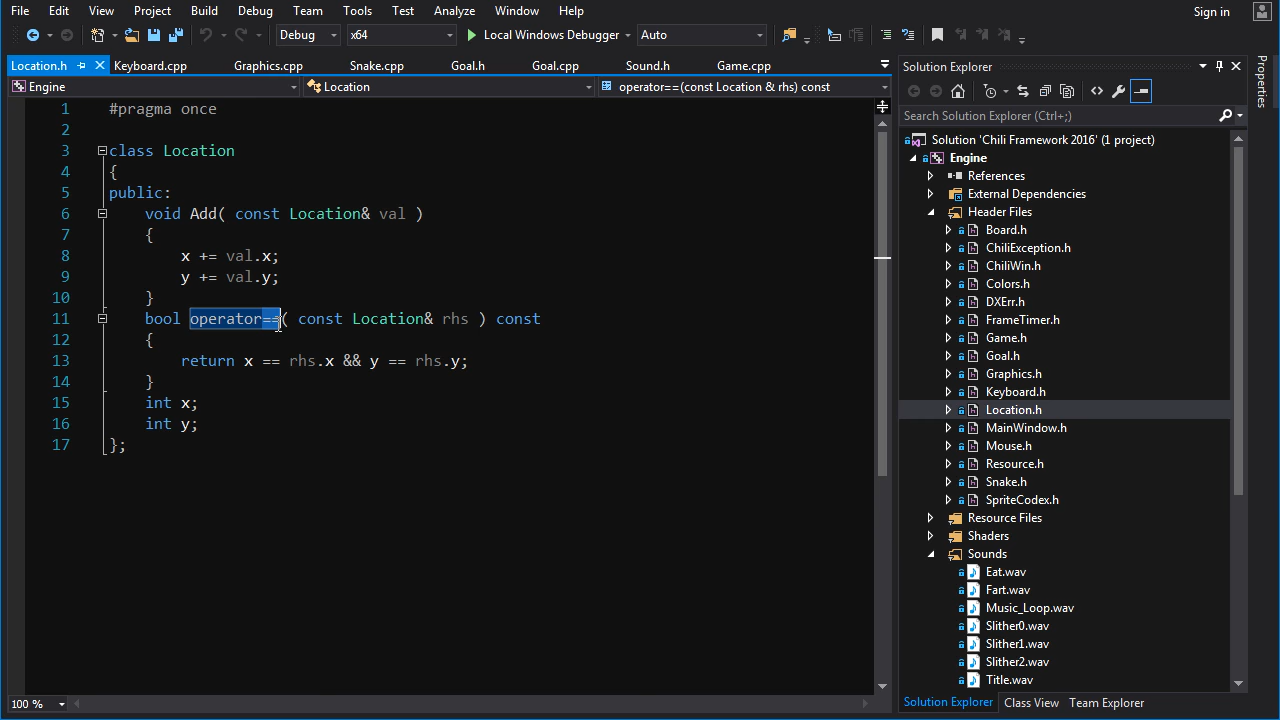 File Edit View Project Build Debug Team Tools Test Analyze Window Help Sign in
Debug x64 Local Windows Debugger Auto
Location.h Keyboard.cpp Graphics.cpp Snake.cpp Goal.h Goal.cpp Sound.h Game.cpp
Engine Location operator==(const Location & rhs) const
1 #pragma once
2
3 class Location
4 {
5 public:
6 void Add( const Location& val )
7 {
8 x += val.x;
9 y += val.y;
10 }
11 bool operator==( const Location& rhs ) const
12 {
13 return x == rhs.x && y == rhs.y;
14 }
15 int x;
16 int y;
17 };
100 %
Solution Explorer
Search Solution Explorer (Ctrl+;)
Solution 'Chili Framework 2016' (1 project)
Engine
References
External Dependencies
Header Files
Board.h
ChiliException.h
ChiliWin.h
Colors.h
DXErr.h
FrameTimer.h
Game.h
Goal.h
Graphics.h
Keyboard.h
Location.h
MainWindow.h
Mouse.h
Resource.h
Snake.h
SpriteCodex.h
Resource Files
Shaders
Sounds
Eat.wav
Fart.wav
Music_Loop.wav
Slither0.wav
Slither1.wav
Slither2.wav
Title.wav
Solution Explorer Class View Team Explorer
Properties